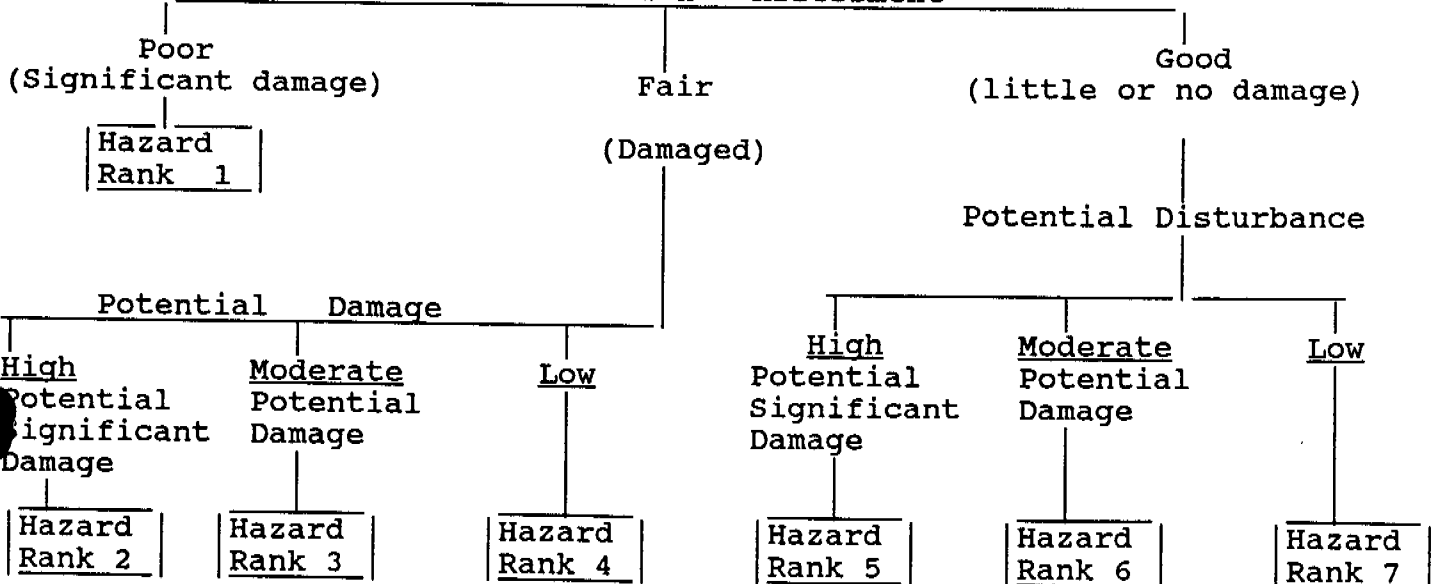 Poor
(Significant damage)
Hazard
Rank 1
Fair
(Damaged)
Good
(little or no damage)
Potential Disturbance
Potential Damage
High
Potential
Significant
Damage
Hazard
Rank 2
Moderate
Potential
Damage
Hazard
Rank 3
Low
Hazard
Rank 4
High
Potential
Significant
Damage
Hazard
Rank 5
Moderate
Potential
Damage
Hazard
Rank 6
Low
Hazard
Rank 7